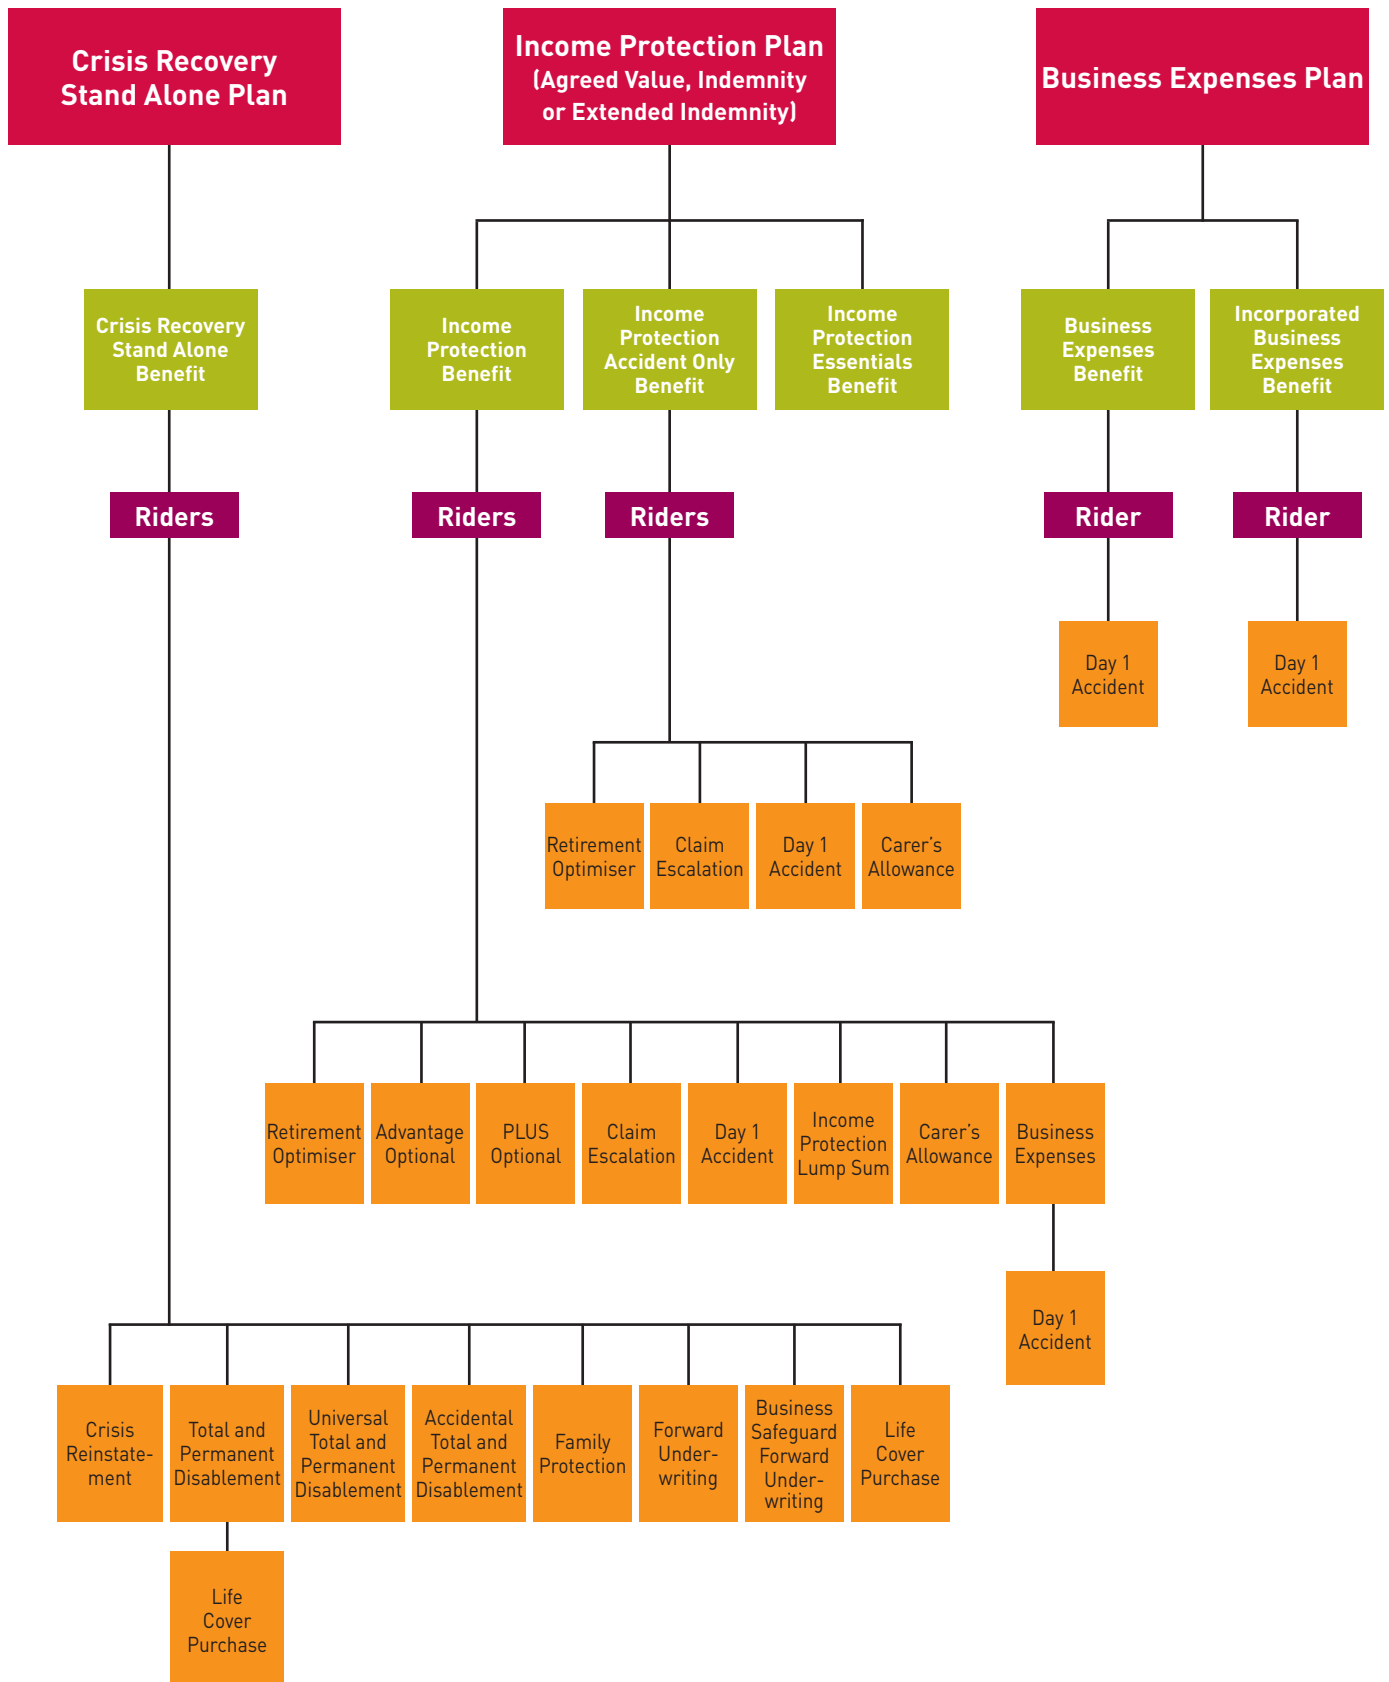 Crisis Recovery
Stand Alone Plan
Income Protection Plan
(Agreed Value, Indemnity
or Extended Indemnity)
Business Expenses Plan
Crisis Recovery
Stand Alone
Benefit
Income
Protection
Benefit
Income
Protection
Accident Only
Benefit
Income
Protection
Essentials
Benefit
Business
Expenses
Benefit
Incorporated
Business
Expenses
Benefit
Riders
Riders
Riders
Rider
Rider
Day 1
Accident
Day 1
Accident
Retirement
Optimiser
Claim
Escalation
Day 1
Accident
Carer’s
Allowance
Retirement
Optimiser
Advantage
Optional
PLUS
Optional
Claim
Escalation
Day 1
Accident
Income
Protection
Lump Sum
Carer’s
Allowance
Business
Expenses
Day 1
Accident
Crisis
Reinstate-
ment
Total and
Permanent
Disablement
Universal
Total and
Permanent
Disablement
Accidental
Total and
Permanent
Disablement
Family
Protection
Forward
Under-
writing
Business
Safeguard
Forward
Under-
writing
Life
Cover
Purchase
Life
Cover
Purchase